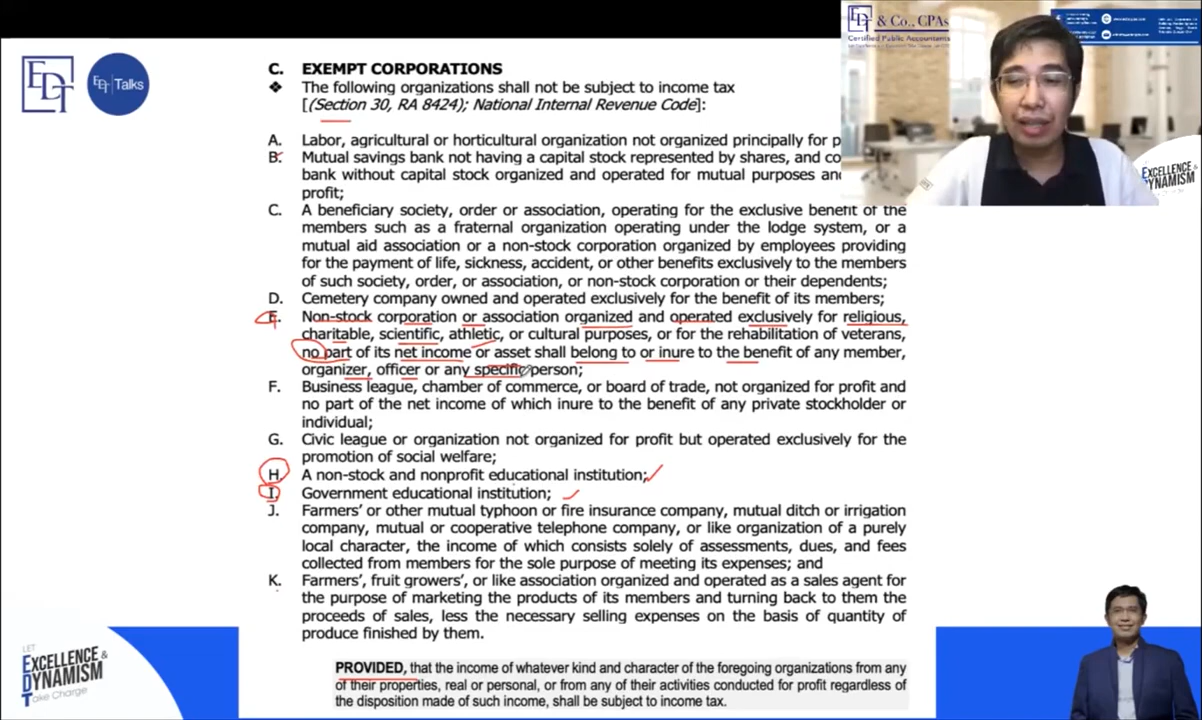 EDT
EDT | Talks
EDT & Co., CPAs
Certified Public Accountants
C. EXEMPT CORPORATIONS
❖ The following organizations shall not be subject to income tax
[(Section 30, RA 8424); National Internal Revenue Code]:
A. Labor, agricultural or horticultural organization not organized principally for p
B. Mutual savings bank not having a capital stock represented by shares, and co
bank without capital stock organized and operated for mutual purposes and
profit;
C. A beneficiary society, order or association, operating for the exclusive benefit of the
members such as a fraternal organization operating under the lodge system, or a
mutual aid association or a non-stock corporation organized by employees providing
for the payment of life, sickness, accident, or other benefits exclusively to the members
of such society, order, or association, or non-stock corporation or their dependents;
D. Cemetery company owned and operated exclusively for the benefit of its members;
E. Non-stock corporation or association organized and operated exclusively for religious,
charitable, scientific, athletic, or cultural purposes, or for the rehabilitation of veterans,
no part of its net income or asset shall belong to or inure to the benefit of any member,
organizer, officer or any specific person;
F. Business league, chamber of commerce, or board of trade, not organized for profit and
no part of the net income of which inure to the benefit of any private stockholder or
individual;
G. Civic league or organization not organized for profit but operated exclusively for the
promotion of social welfare;
H. A non-stock and nonprofit educational institution;
I. Government educational institution;
J. Farmers' or other mutual typhoon or fire insurance company, mutual ditch or irrigation
company, mutual or cooperative telephone company, or like organization of a purely
local character, the income of which consists solely of assessments, dues, and fees
collected from members for the sole purpose of meeting its expenses; and
K. Farmers', fruit growers', or like association organized and operated as a sales agent for
the purpose of marketing the products of its members and turning back to them the
proceeds of sales, less the necessary selling expenses on the basis of quantity of
produce finished by them.
PROVIDED, that the income of whatever kind and character of the foregoing organizations from any
of their properties, real or personal, or from any of their activities conducted for profit regardless of
the disposition made of such income, shall be subject to income tax.
EXCELLENCE &
DYNAMISM
LET
EXCELLENCE &
DYNAMISM
Take Charge